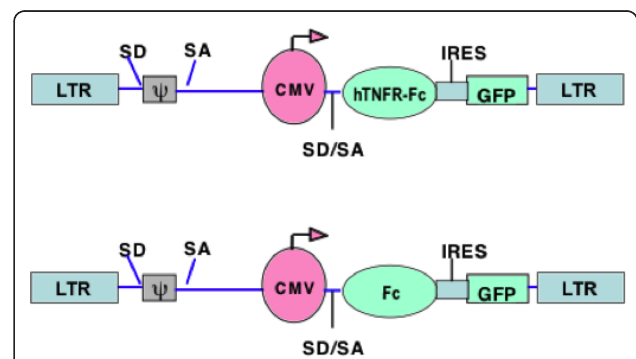 SD SA IRES
LTR ψ CMV hTNFR-Fc GFP LTR
SD/SA
SD SA IRES
LTR ψ CMV Fc GFP LTR
SD/SA